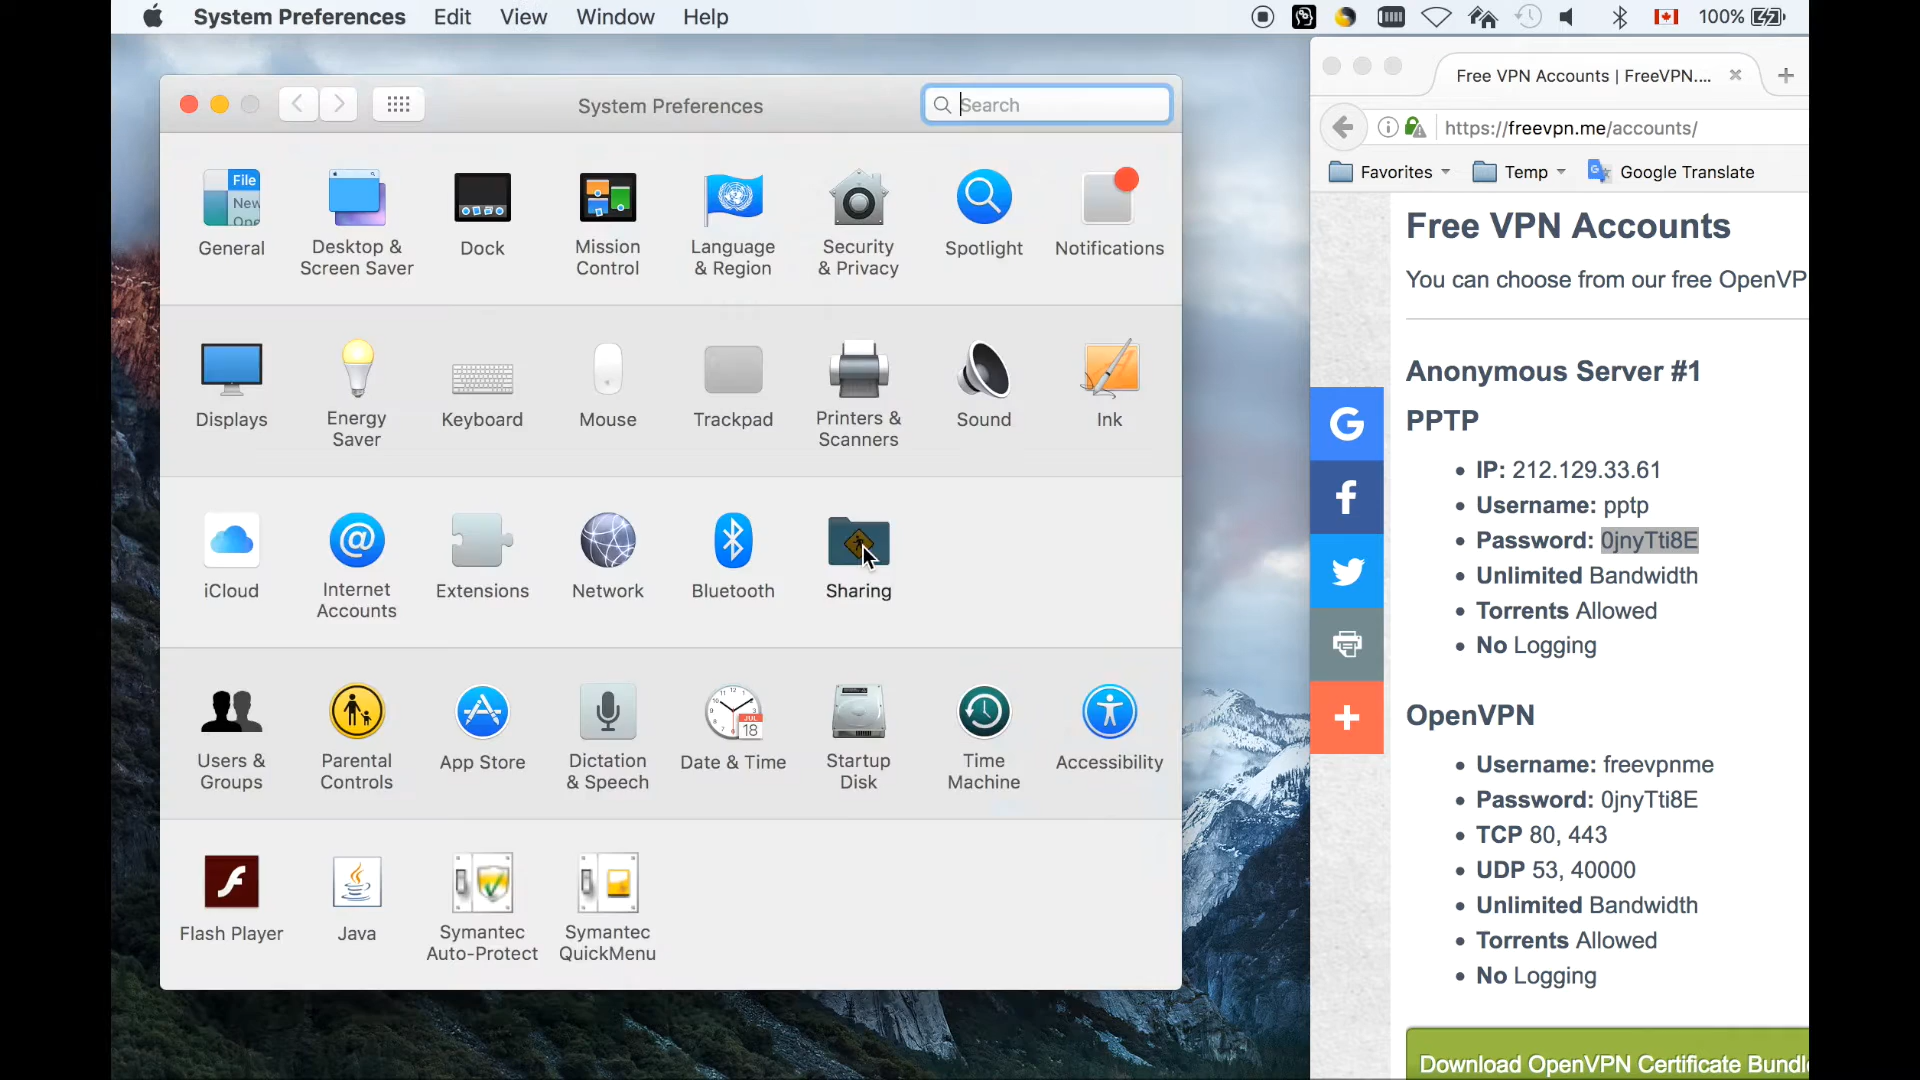 System Preferences Edit View Window Help
100%
System Preferences
Search
File
New
Ope
General
Desktop &
Screen Saver
Dock
Mission
Control
Language
& Region
Security
& Privacy
Spotlight
Notifications
Displays
Energy
Saver
Keyboard
Mouse
Trackpad
Printers &
Scanners
Sound
Ink
iCloud
Internet
Accounts
Extensions
Network
Bluetooth
Sharing
Users &
Groups
Parental
Controls
App Store
Dictation
& Speech
JUL
18
Date & Time
Startup
Disk
Time
Machine
Accessibility
Flash Player
Java
Symantec
Auto-Protect
Symantec
QuickMenu
Free VPN Accounts | FreeVPN....
https://freevpn.me/accounts/
Favorites Temp Google Translate
Free VPN Accounts
You can choose from our free OpenVP
Anonymous Server #1
PPTP
IP: 212.129.33.61
Username: pptp
Password: 0jnyTti8E
Unlimited Bandwidth
Torrents Allowed
No Logging
OpenVPN
Username: freevpnme
Password: 0jnyTti8E
TCP 80, 443
UDP 53, 40000
Unlimited Bandwidth
Torrents Allowed
No Logging
Download OpenVPN Certificate Bundl